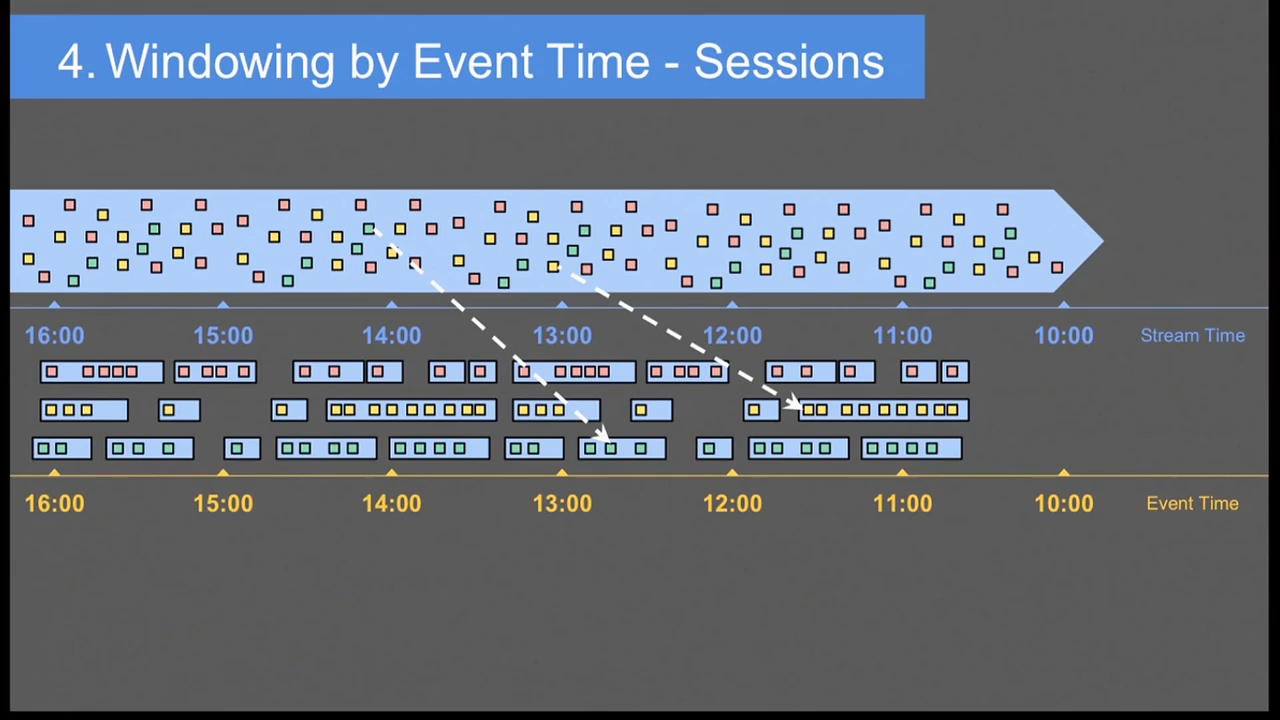 4. Windowing by Event Time - Sessions
16:00 15:00 14:00 13:00 12:00 11:00 10:00 Stream Time
16:00 15:00 14:00 13:00 12:00 11:00 10:00 Event Time